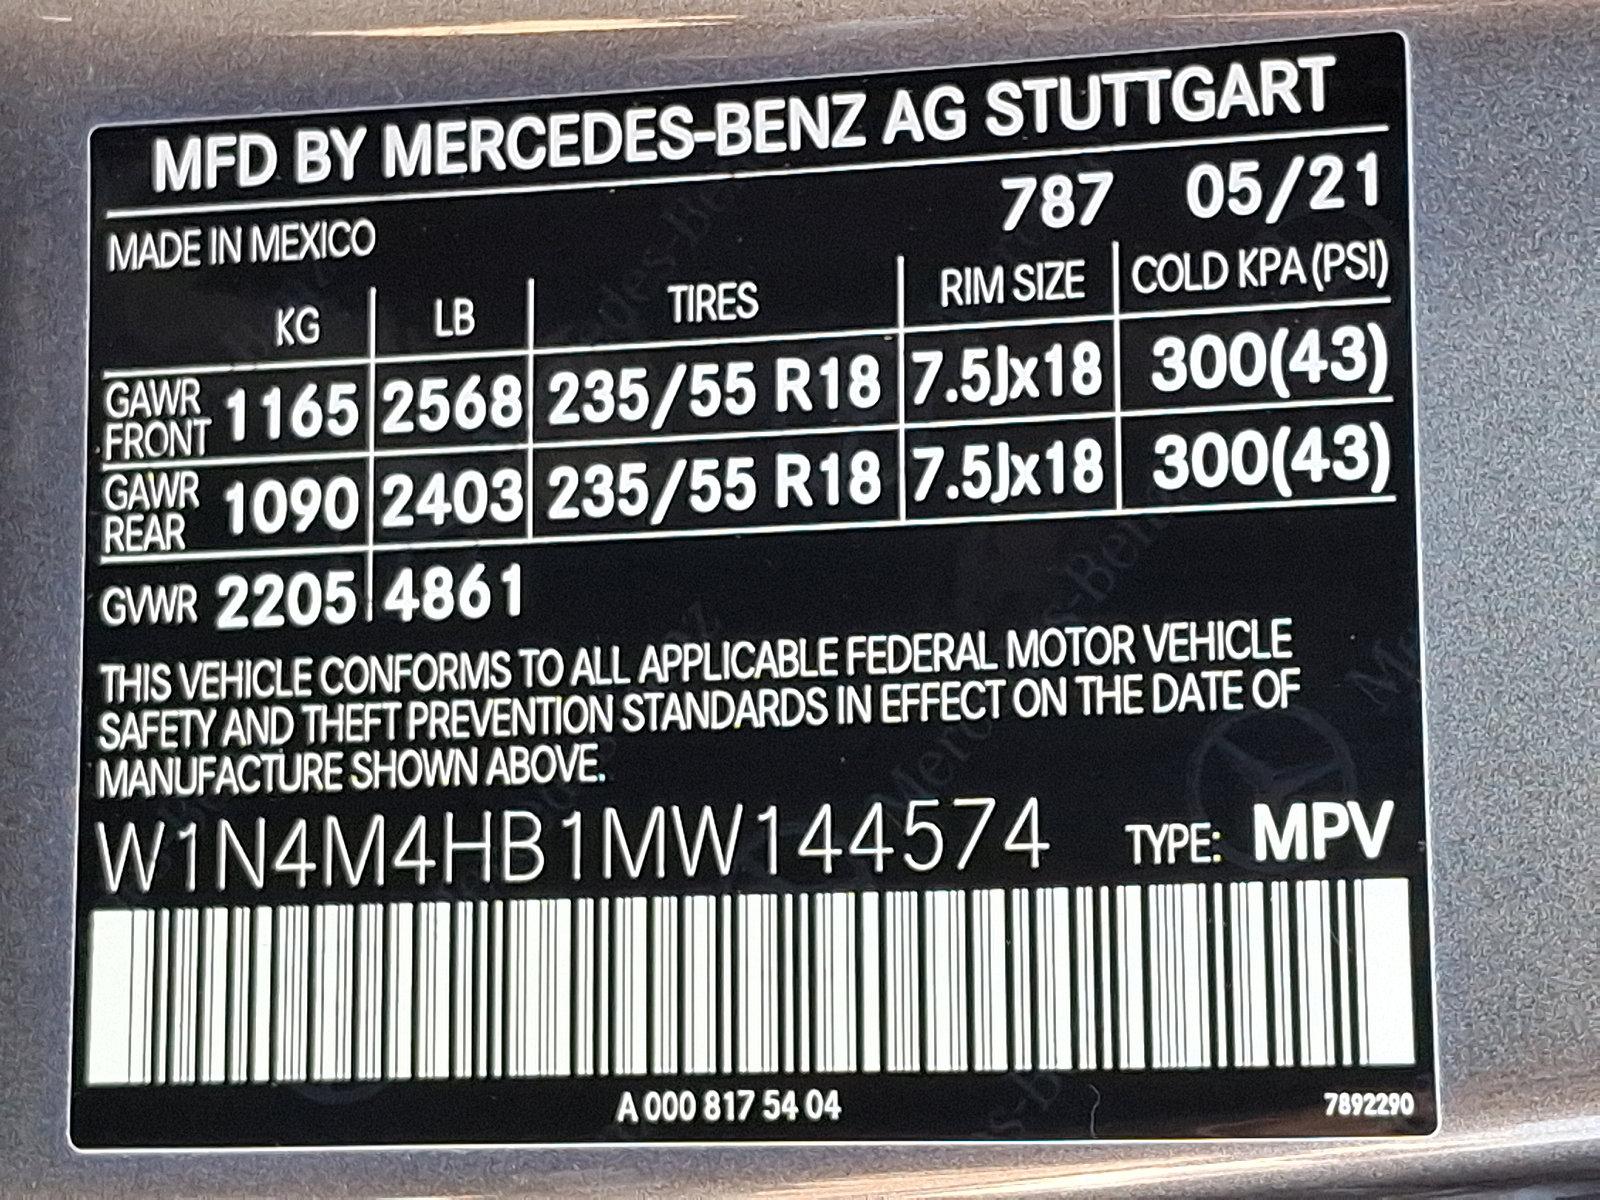 MFD BY MERCEDES-BENZ AG STUTTGART
787 05/21
MADE IN MEXICO
KG LB TIRES RIM SIZE COLD KPA (PSI)
GAWR FRONT 1165 2568 235/55 R18 7.5Jx18 300(43)
GAWR REAR 1090 2403 235/55 R18 7.5Jx18 300(43)
GVWR 2205 4861
THIS VEHICLE CONFORMS TO ALL APPLICABLE FEDERAL MOTOR VEHICLE
SAFETY AND THEFT PREVENTION STANDARDS IN EFFECT ON THE DATE OF
MANUFACTURE SHOWN ABOVE.
W1N4M4HB1MW144574 TYPE: MPV
A 000 817 54 04 7892290